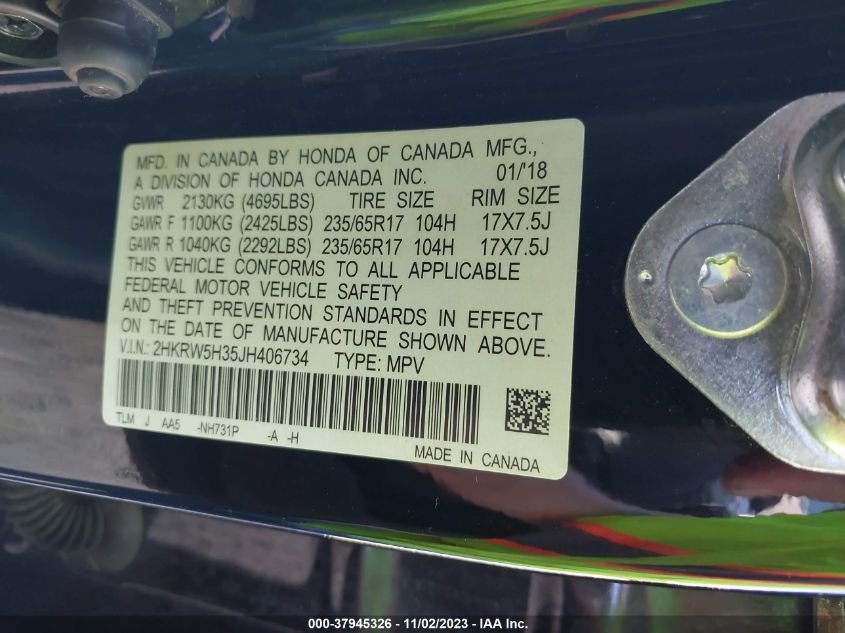 MFD. IN CANADA BY HONDA OF CANADA MFG.,
A DIVISION OF HONDA CANADA INC. 01/'18
GVWR 2130KG (4695LBS) TIRE SIZE RIM SIZE
GAWR F 1100KG (2425LBS) 235/65R17 104H 17X7.5J
GAWR R 1040KG (2292LBS) 235/65R17 104H 17X7.5J
THIS VEHICLE CONFORMS TO ALL APPLICABLE
FEDERAL MOTOR VEHICLE SAFETY
AND THEFT PREVENTION STANDARDS IN EFFECT
ON THE DATE OF MANUFACTURE SHOWN ABOVE.
V.I.N.: 2HKRW5H35JH406734 TYPE: MPV
TLM J AA5 -NH731P -A -H
MADE IN CANADA
000-37945326 - 11/02/2023 - IAA Inc.